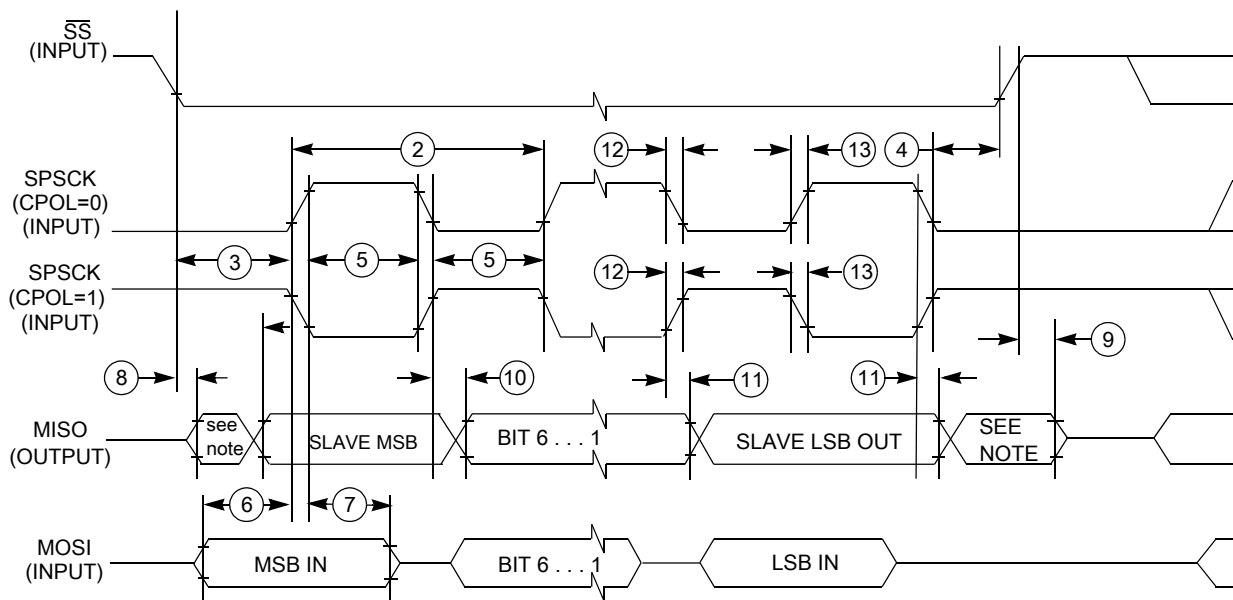 SS
(INPUT)
2
12
13
4
SPSCK
(CPOL=0)
(INPUT)
3
5
5
SPSCK
(CPOL=1)
(INPUT)
12
13
8
10
11
11
9
MISO
(OUTPUT)
see
note
SLAVE MSB
BIT 6 . . . 1
SLAVE LSB OUT
SEE
NOTE
6
7
MOSI
(INPUT)
MSB IN
BIT 6 . . . 1
LSB IN